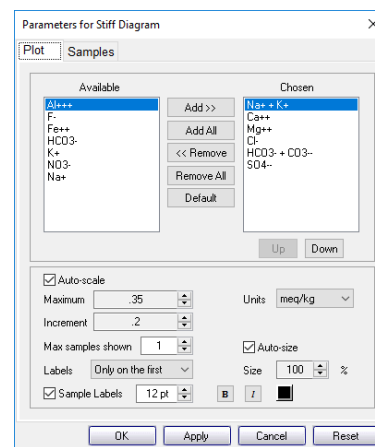 Parameters for Stiff Diagram
Plot Samples
Available Chosen
Al+++
F-
Fe++
HCO3-
K+
NO3-
Na+
Add >>
Add All
<< Remove
Remove All
Default
Na+ + K+
Ca++
Mg++
Cl-
HCO3- + CO3--
SO4--
Up Down
Auto-scale
Maximum .35 Units meq/kg
Increment .2
Max samples shown 1 Auto-size
Labels Only on the first Size 100 %
Sample Labels 12 pt B I
OK Apply Cancel Reset